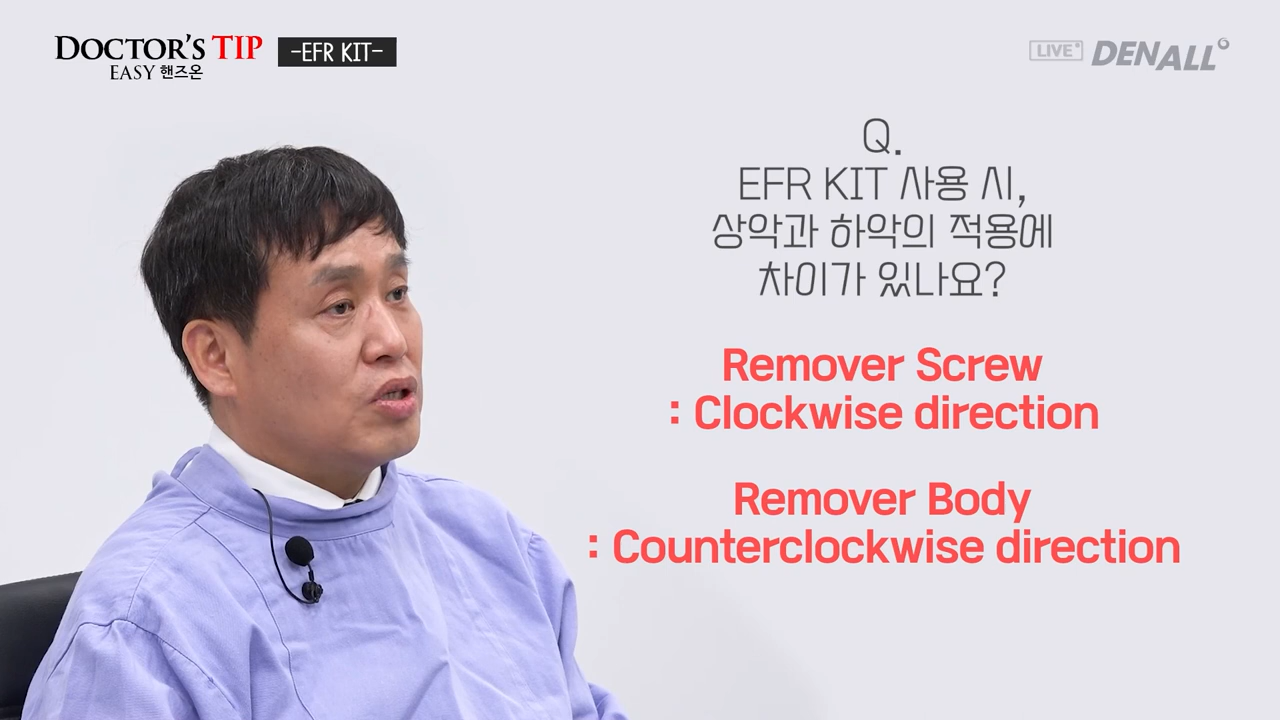 DOCTOR'S TIP
EASY 핸즈온
-EFR KIT-
LIVE
DENALL
Q.
EFR KIT 사용 시,
상악과 하악의 적용에
차이가 있나요?
Remover Screw
: Clockwise direction
Remover Body
: Counterclockwise direction